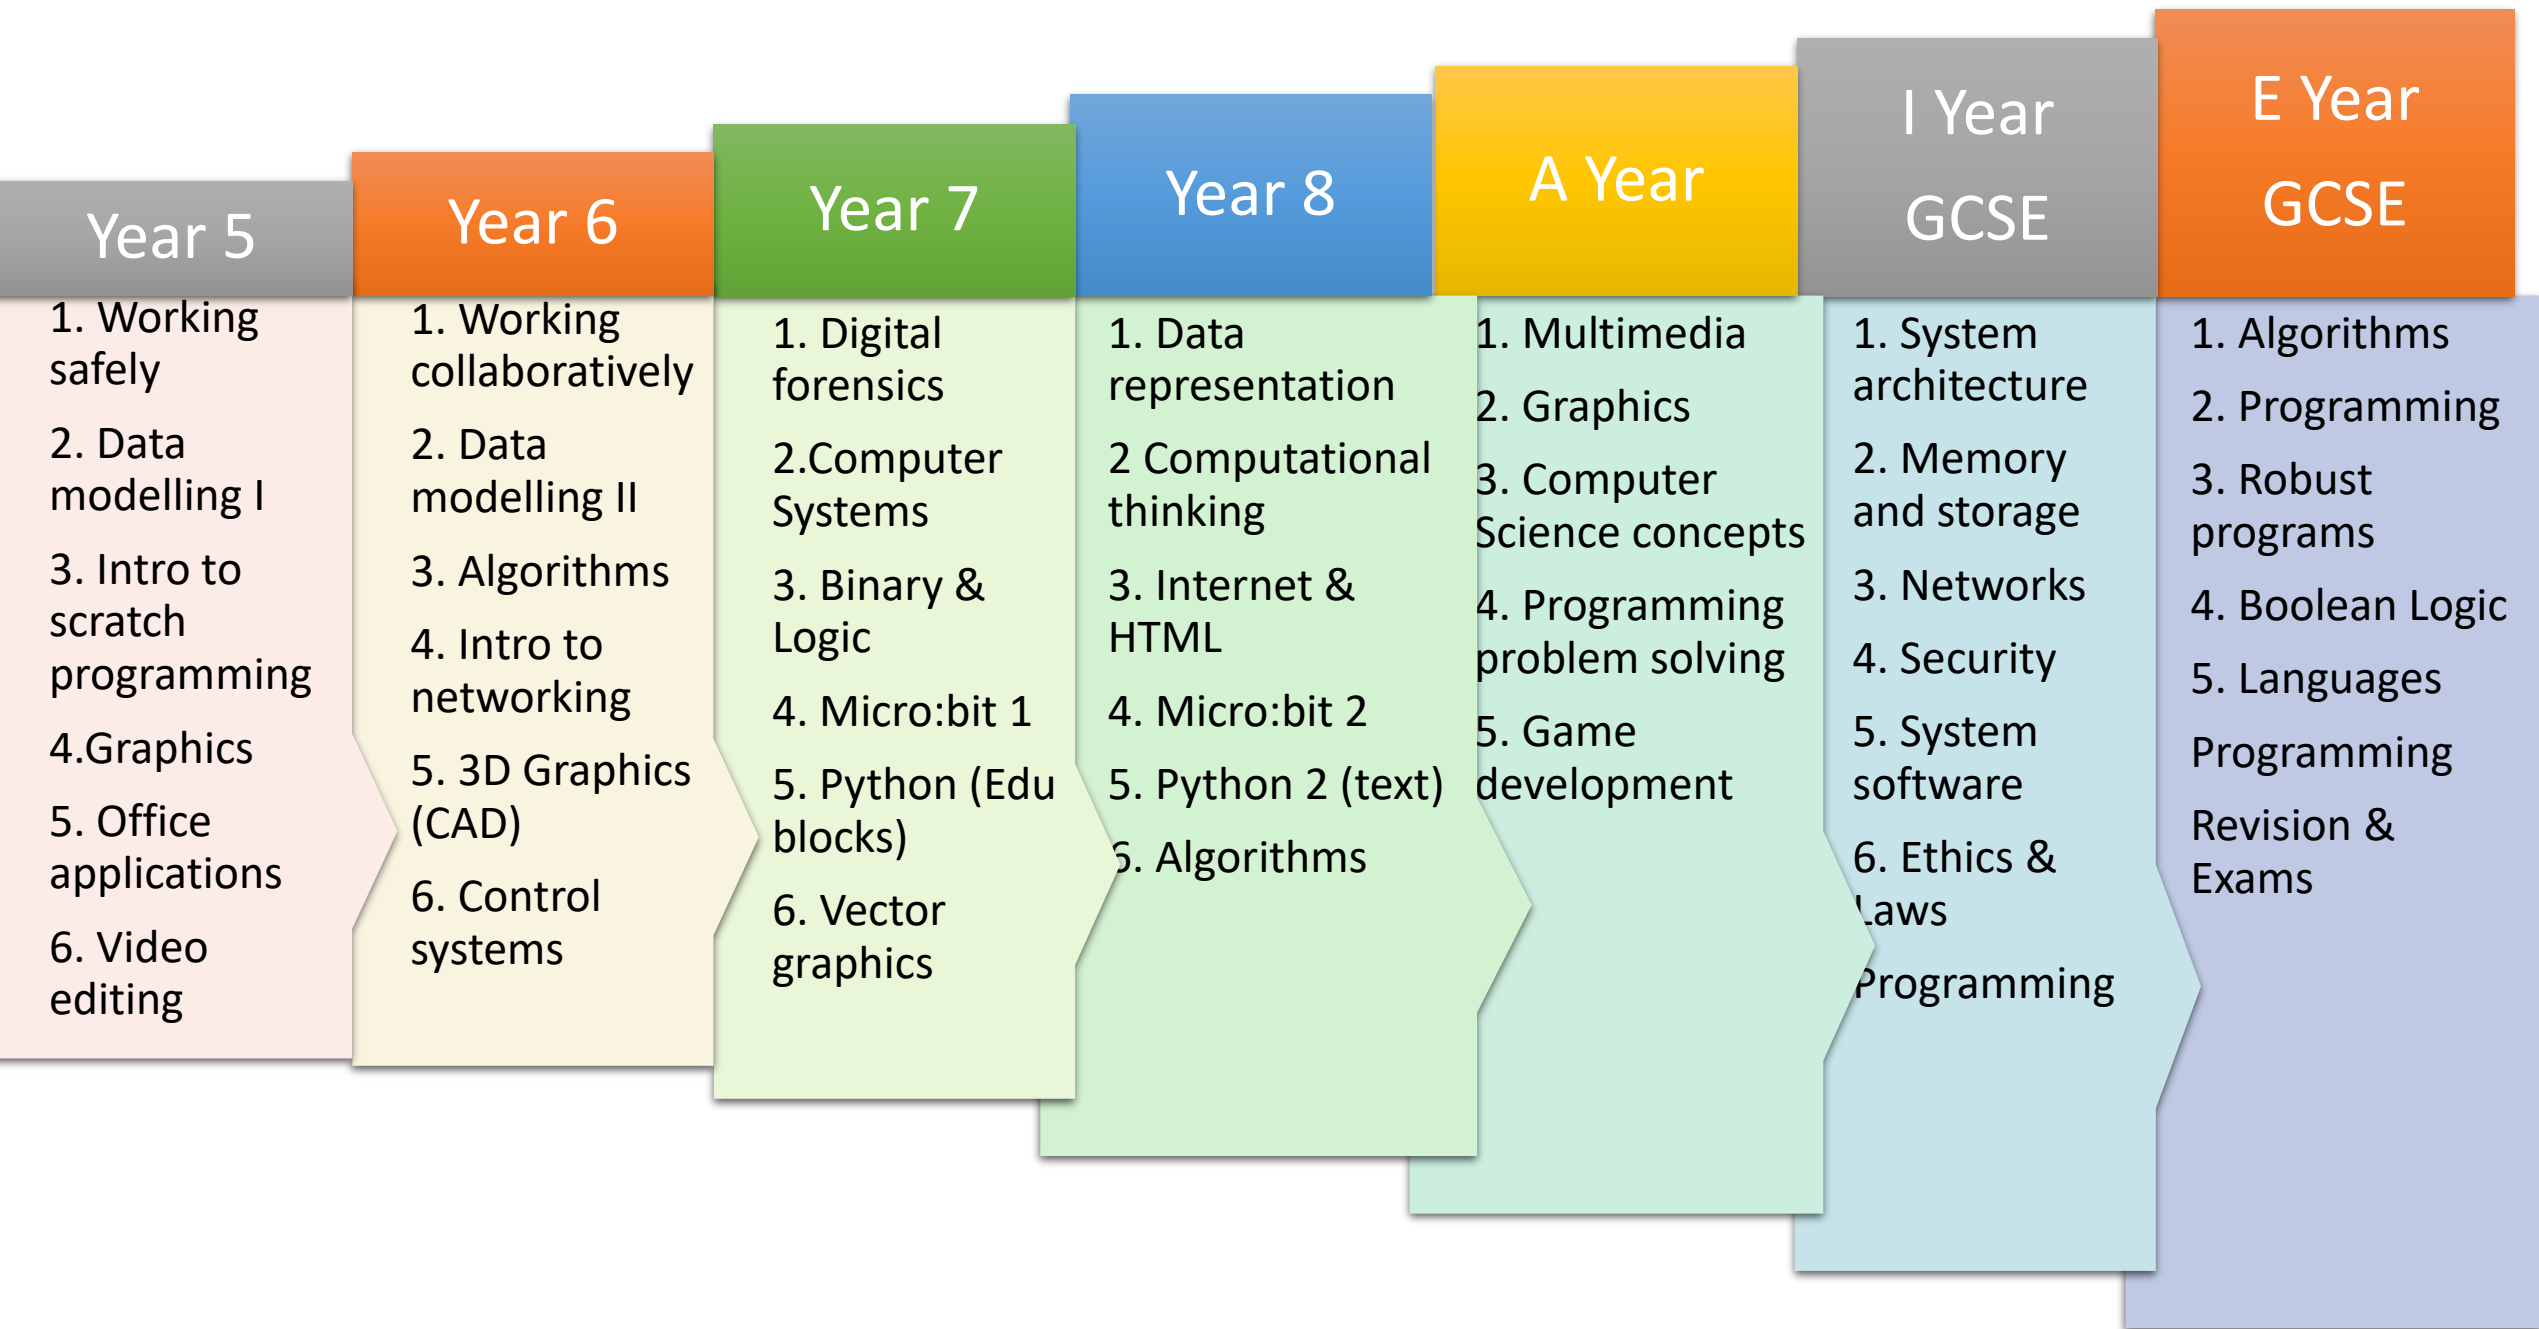 Year 5
1. Working
safely
2. Data
modelling I
3. Intro to
scratch
programming
4.Graphics
5. Office
applications
6. Video
editing
Year 6
1. Working
collaboratively
2. Data
modelling II
3. Algorithms
4. Intro to
networking
5. 3D Graphics
(CAD)
6. Control
systems
Year 7
1. Digital
forensics
2.Computer
Systems
3. Binary &
Logic
4. Micro:bit 1
5. Python (Edu
blocks)
6. Vector
graphics
Year 8
1. Data
representation
2 Computational
thinking
3. Internet &
HTML
4. Micro:bit 2
5. Python 2 (text)
6. Algorithms
A Year
1. Multimedia
2. Graphics
3. Computer
Science concepts
4. Programming
problem solving
5. Game
development
I Year
GCSE
1. System
architecture
2. Memory
and storage
3. Networks
4. Security
5. System
software
6. Ethics &
Laws
Programming
E Year
GCSE
1. Algorithms
2. Programming
3. Robust
programs
4. Boolean Logic
5. Languages
Programming
Revision &
Exams